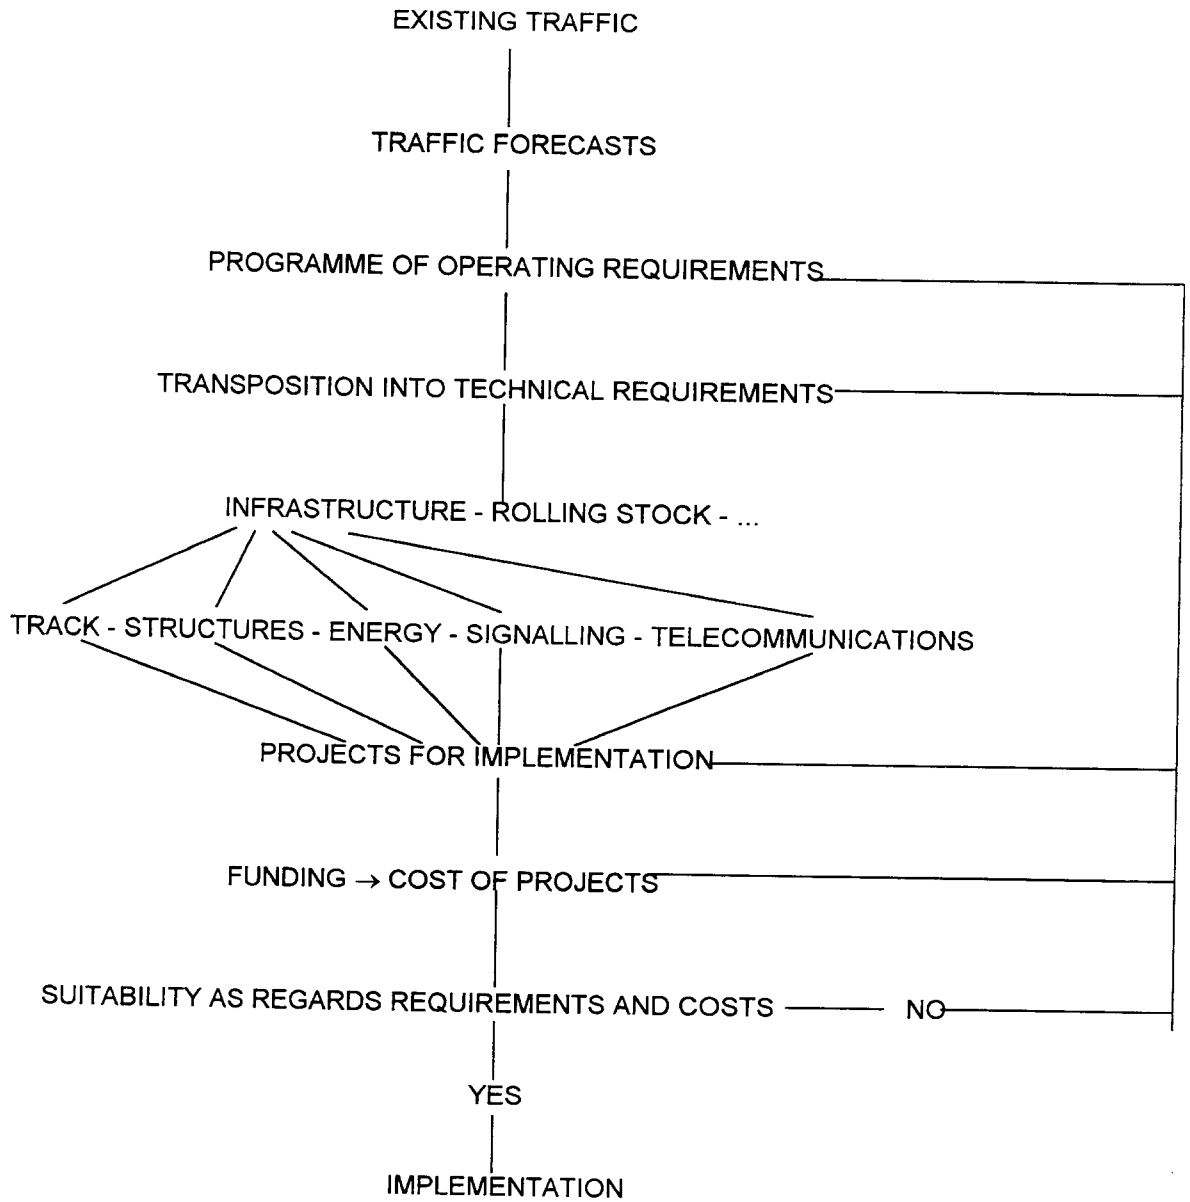 EXISTING TRAFFIC
TRAFFIC FORECASTS
PROGRAMME OF OPERATING REQUIREMENTS
TRANSPOSITION INTO TECHNICAL REQUIREMENTS
INFRASTRUCTURE - ROLLING STOCK - ...
TRACK - STRUCTURES - ENERGY - SIGNALLING - TELECOMMUNICATIONS
PROJECTS FOR IMPLEMENTATION
FUNDING → COST OF PROJECTS
SUITABILITY AS REGARDS REQUIREMENTS AND COSTS NO
YES
IMPLEMENTATION